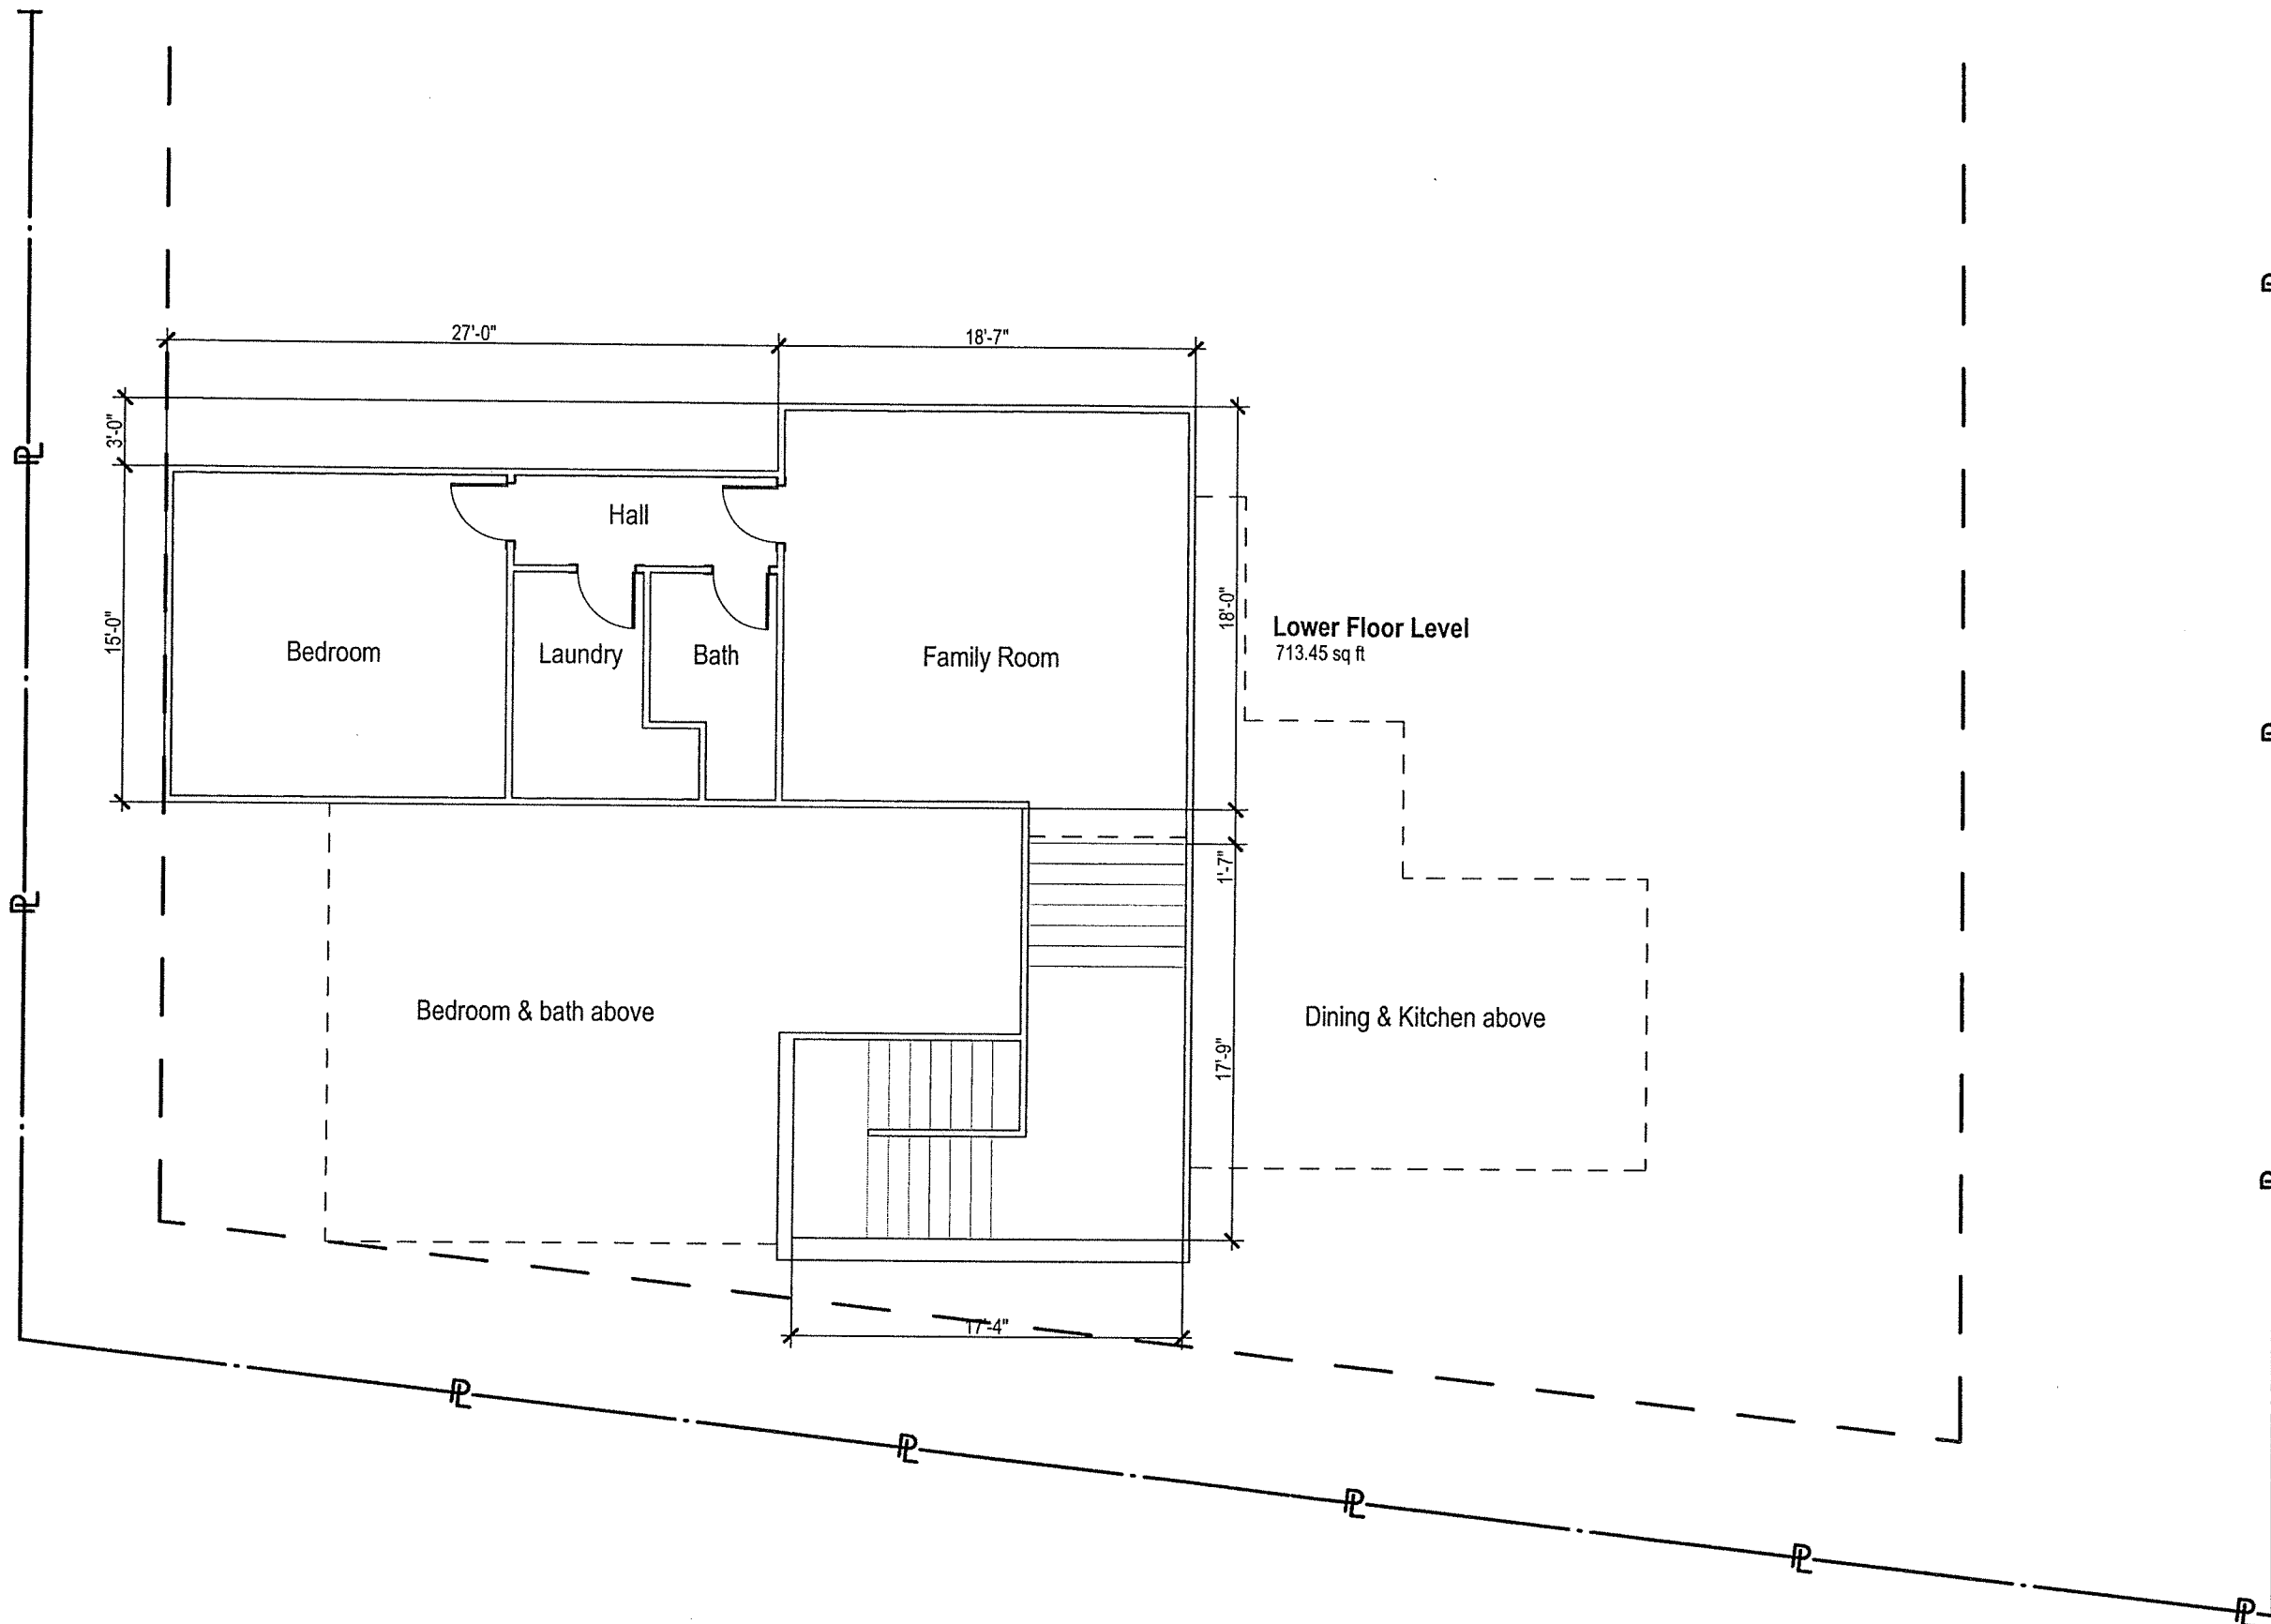 27'-0"
18'-7"
3'-0"
PL
Hall
15'-0"
18'-0"
Bedroom
Laundry
Bath
Family Room
Lower Floor Level
713.45 sq ft
1'-7"
PL
Bedroom & bath above
Dining & Kitchen above
17'-9"
17'-4"
PL
PL
PL
PL
PL